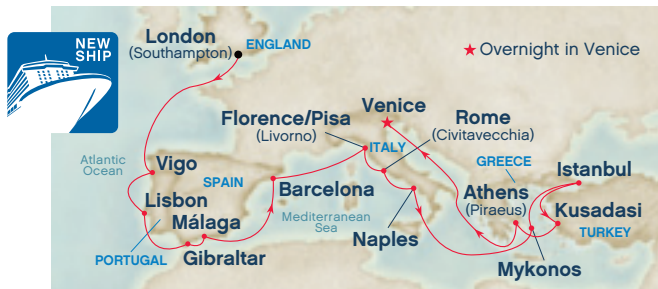 NEW
SHIP
London
(Southampton)
ENGLAND
★ Overnight in Venice
Florence/Pisa
(Livorno)
Venice
Rome
(Civitavecchia)
ITALY
GREECE
Atlantic
Ocean
Vigo
SPAIN
Barcelona
Istanbul
Lisbon
Málaga
Mediterranean
Sea
Athens
(Piraeus)
Kusadasi
TURKEY
Naples
PORTUGAL
Gibraltar
Mykonos